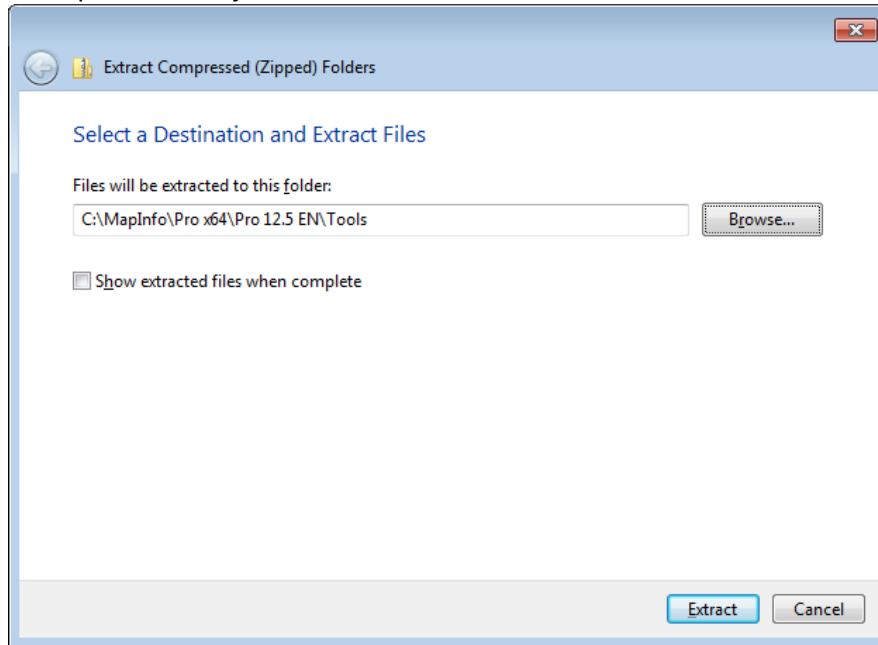 Extract Compressed (Zipped) Folders
Select a Destination and Extract Files
Files will be extracted to this folder:
C:\MapInfo\Pro x64\Pro 12.5 EN\Tools
Browse...
Show extracted files when complete
Extract
Cancel